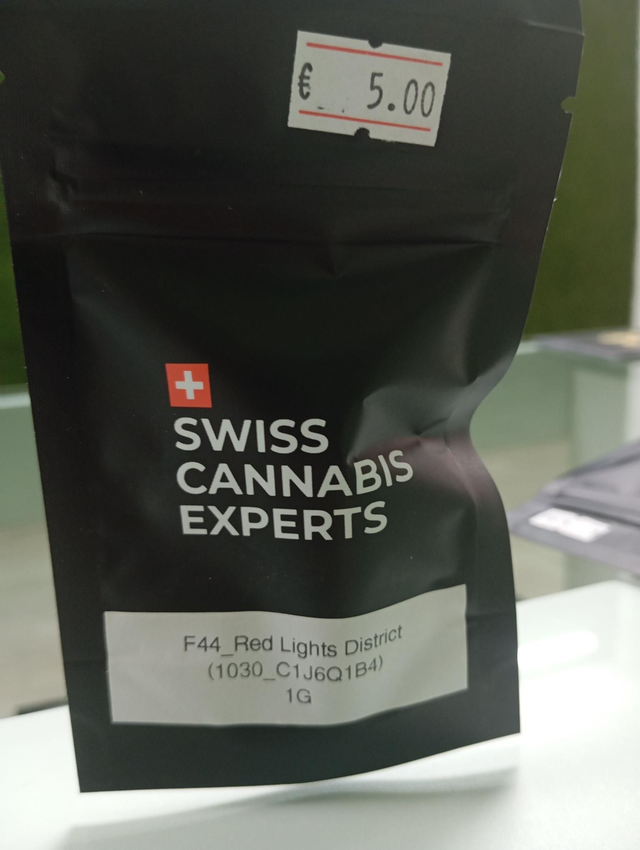 € 5.00
SWISS
CANNABIS
EXPERTS
F44_Red Lights District
(1030_C1J6Q1B4)
1G